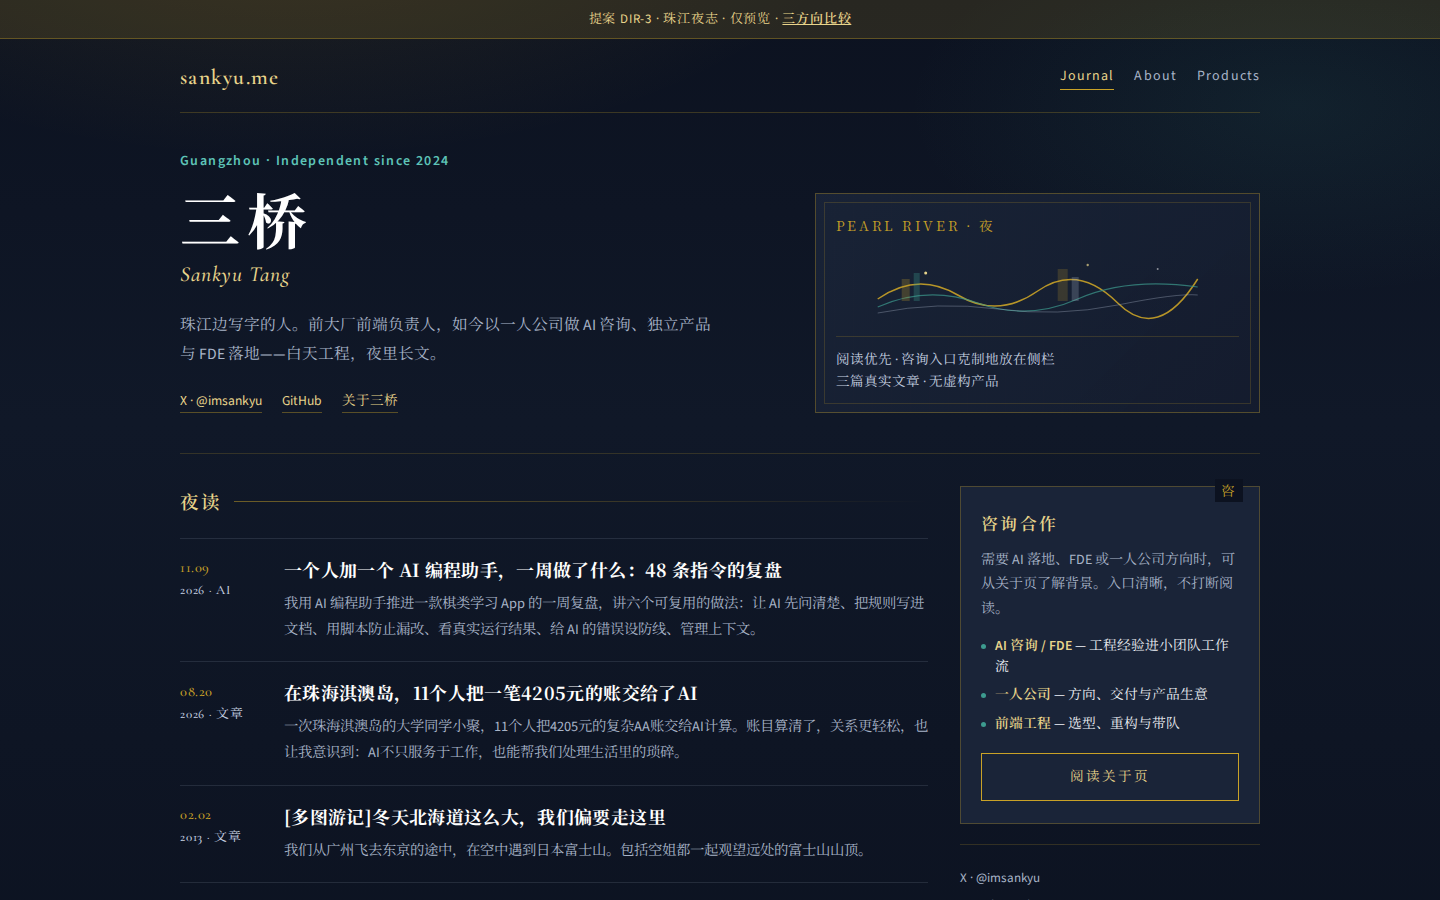 提案 DIR-3 · 珠江夜志 · 仅预览 · 三方向比较
sankyu.me
Journal About Products
Guangzhou · Independent since 2024
三桥
Sankyu Tang
珠江边写字的人。前大厂前端负责人，如今以一人公司做 AI 咨询、独立产品
与 FDE 落地——白天工程，夜里长文。
X · @imsankyu GitHub 关于三桥
PEARL RIVER · 夜
阅读优先 · 咨询入口克制地放在侧栏
三篇真实文章 · 无虚构产品
夜读
11.09
2026 · AI
一个人加一个 AI 编程助手，一周做了什么：48 条指令的复盘
我用 AI 编程助手推进一款棋类学习 App 的一周复盘，讲六个可复用的做法：让 AI 先问清楚、把规则写进
文档、用脚本防止漏改、看真实运行结果、给 AI 的错误设防线、管理上下文。
08.20
2026 · 文章
在珠海淇澳岛，11个人把一笔4205元的账交给了AI
一次珠海淇澳岛的大学同学小聚，11个人把4205元的复杂AA账交给AI计算。账目算清了，关系更轻松，也
让我意识到：AI不只服务于工作，也能帮我们处理生活里的琐碎。
02.02
2013 · 文章
[多图游记]冬天北海道这么大，我们偏要走这里
我们从广州飞去东京的途中，在空中遇到日本富士山。包括空姐都一起观望远处的富士山山顶。
咨
咨询合作
需要 AI 落地、FDE 或一人公司方向时，可
从关于页了解背景。入口清晰，不打断阅
读。
AI 咨询 / FDE — 工程经验进小团队工作
流
一人公司 — 方向、交付与产品生意
前端工程 — 选型、重构与带队
阅读关于页
X · @imsankyu